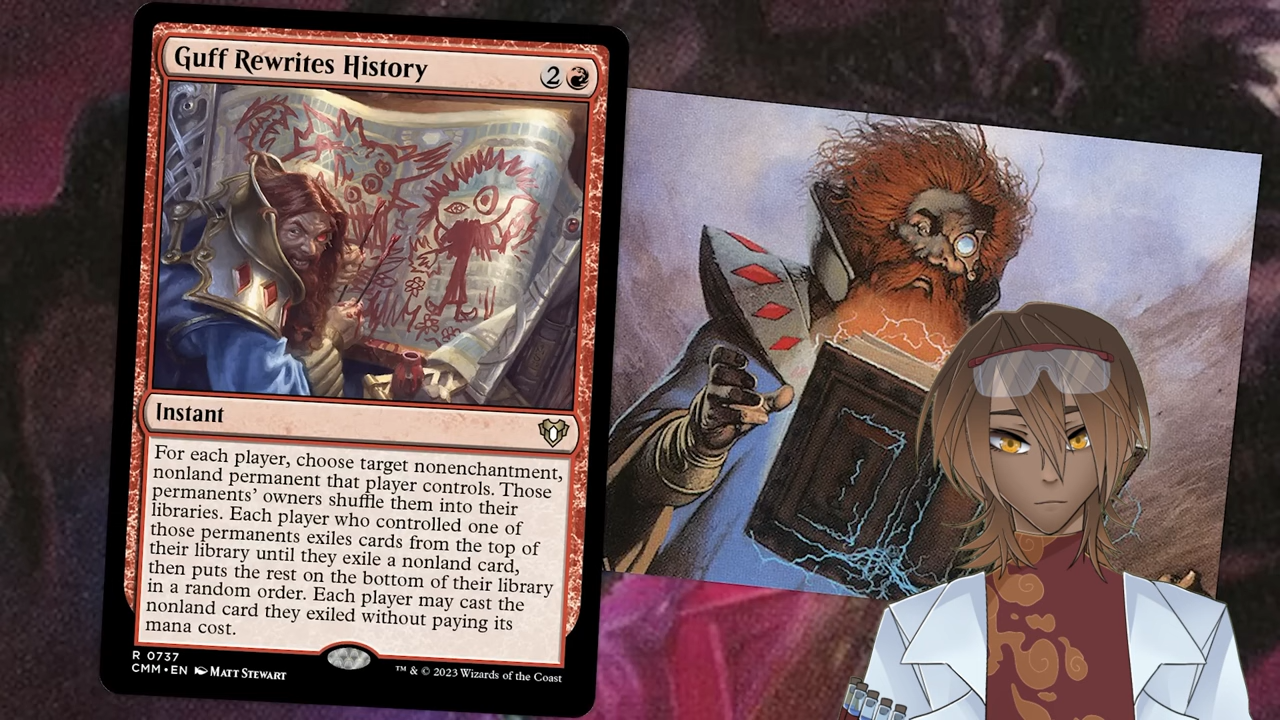 Guff Rewrites History 2
Instant
For each player, choose target nonenchantment,
nonland permanent that player controls. Those
permanents' owners shuffle them into their
libraries. Each player who controlled one of
those permanents exiles cards from the top of
their library until they exile a nonland card,
then puts the rest on the bottom of their library
in a random order. Each player may cast the
nonland card they exiled without paying its
mana cost.
R 0737
CMM • EN Matt Stewart
™ & © 2023 Wizards of the Coast